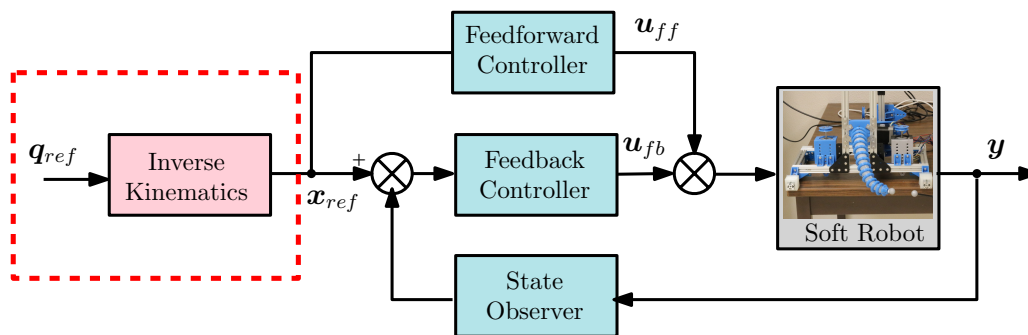 Feedforward
Controller
u_ff
q_ref
Inverse
Kinematics
+
x_ref
Feedback
Controller
u_fb
Soft Robot
y
State
Observer